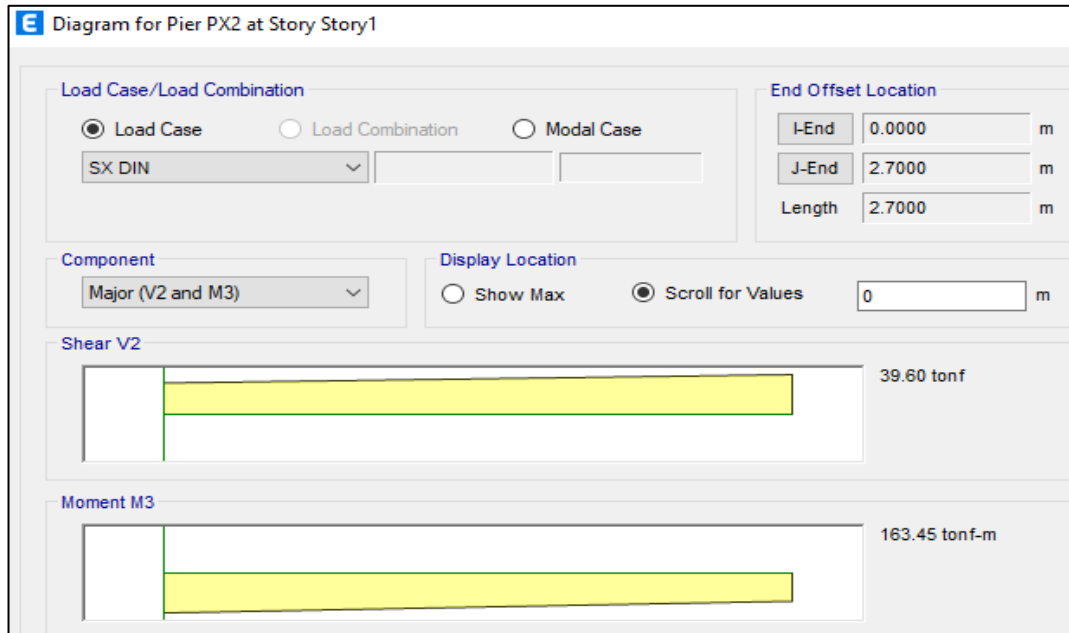 E Diagram for Pier PX2 at Story Story1
Load Case/Load Combination
Load Case Load Combination Modal Case
SX DIN
End Offset Location
I-End 0.0000 m
J-End 2.7000 m
Length 2.7000 m
Component
Major (V2 and M3)
Display Location
Show Max Scroll for Values 0 m
Shear V2
39.60 tonf
Moment M3
163.45 tonf-m